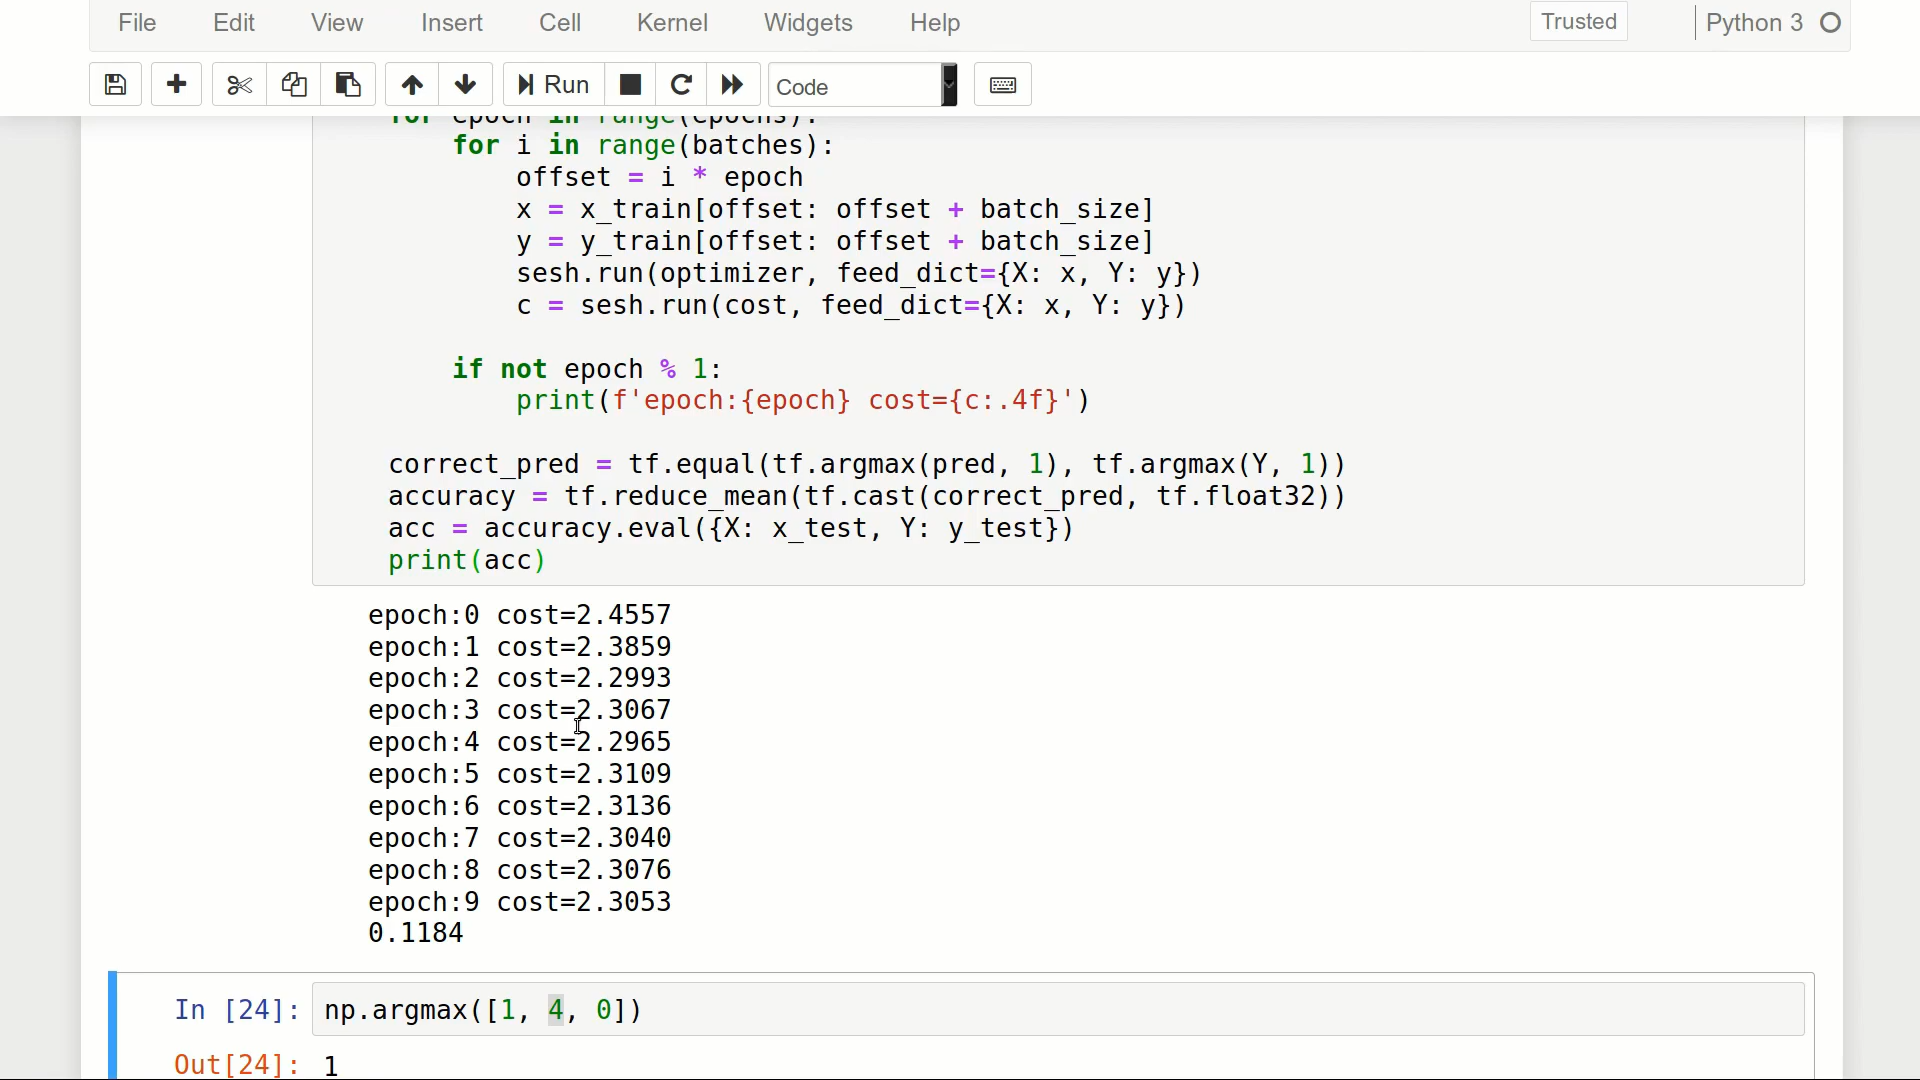 File Edit View Insert Cell Kernel Widgets Help Trusted Python 3
Run Code
for epoch in range(epochs):
for i in range(batches):
offset = i * epoch
x = x_train[offset: offset + batch_size]
y = y_train[offset: offset + batch_size]
sesh.run(optimizer, feed_dict={X: x, Y: y})
c = sesh.run(cost, feed_dict={X: x, Y: y})
if not epoch % 1:
print(f'epoch:{epoch} cost={c:.4f}')
correct_pred = tf.equal(tf.argmax(pred, 1), tf.argmax(Y, 1))
accuracy = tf.reduce_mean(tf.cast(correct_pred, tf.float32))
acc = accuracy.eval({X: x_test, Y: y_test})
print(acc)
epoch:0 cost=2.4557
epoch:1 cost=2.3859
epoch:2 cost=2.2993
epoch:3 cost=2.3067
epoch:4 cost=2.2965
epoch:5 cost=2.3109
epoch:6 cost=2.3136
epoch:7 cost=2.3040
epoch:8 cost=2.3076
epoch:9 cost=2.3053
0.1184
In [24]: np.argmax([1, 4, 0])
Out[24]: 1